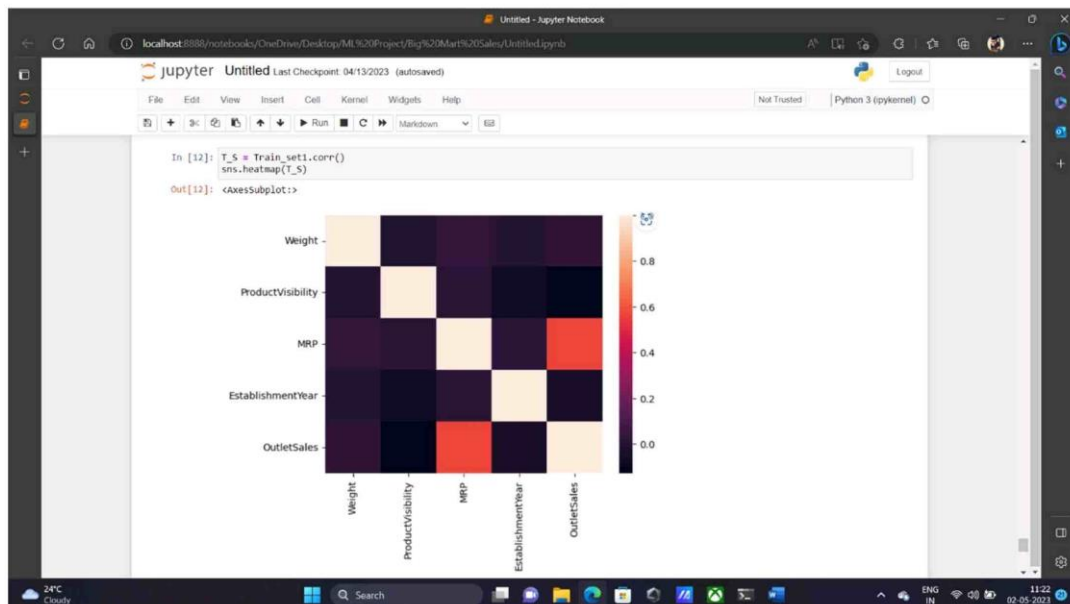 Untitled - Jupyter Notebook
localhost:8888/notebooks/OneDrive/Desktop/ML%20Project/Big%20Mart%20Sales/Untitled.ipynb
jupyter Untitled Last Checkpoint: 04/13/2023 (autosaved)
Logout
File Edit View Insert Cell Kernel Widgets Help
Not Trusted
Python 3 (ipykernel)
Run
Markdown
In [12]: T_S = Train_set1.corr()
sns.heatmap(T_S)
Out[12]: <AxesSubplot:>
Weight
ProductVisibility
MRP
EstablishmentYear
OutletSales
0.8
0.6
0.4
0.2
0.0
Weight
ProductVisibility
MRP
EstablishmentYear
OutletSales
24°C
Cloudy
Search
ENG
IN
11:22
02-05-2023